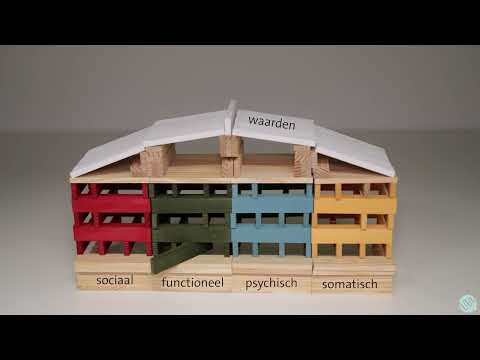 waarden
sociaal
functioneel
psychisch
somatisch